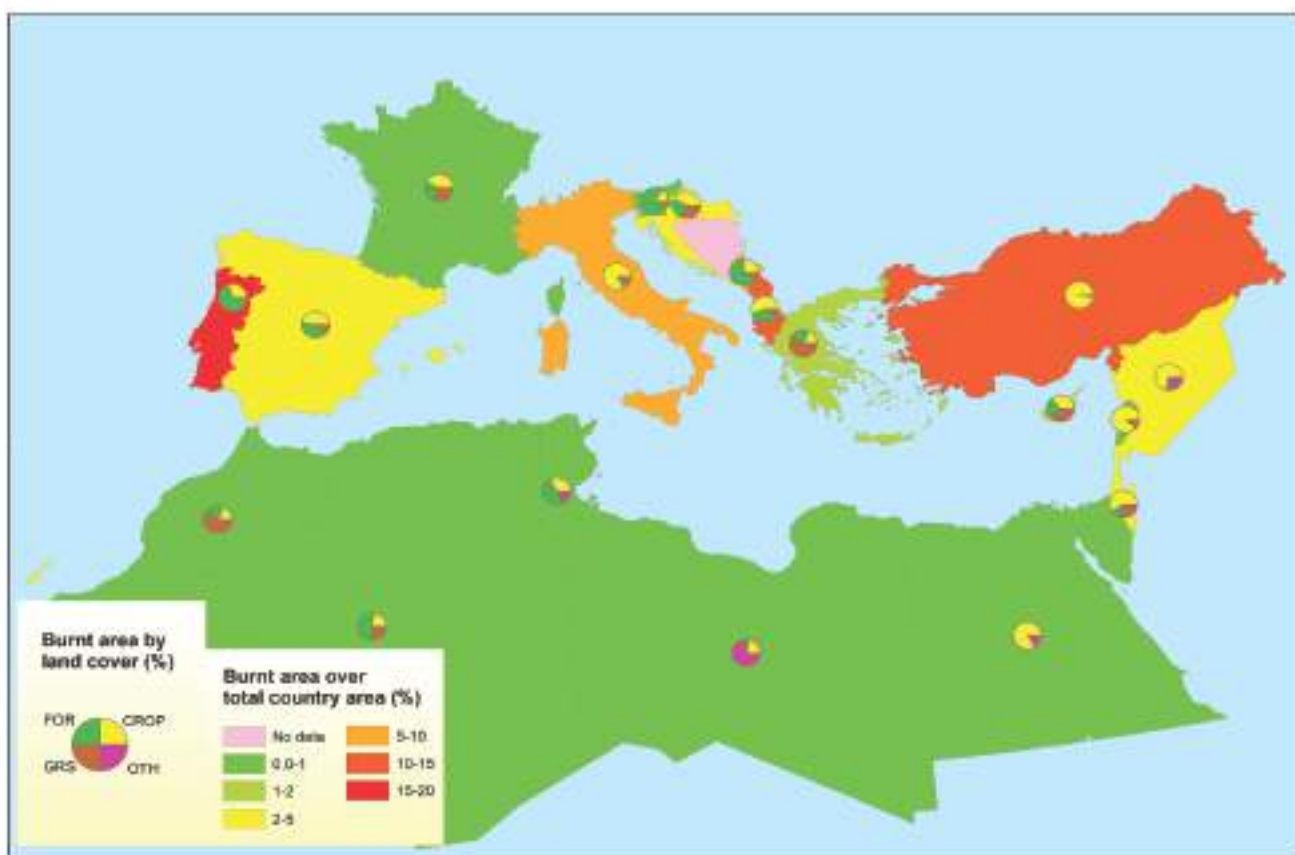 Burnt area by
land cover (%)
FOR
CROP
GRS
OTH
Burnt area over
total country area (%)
No data
0,0-1
1-2
2-5
5-10
10-15
15-20